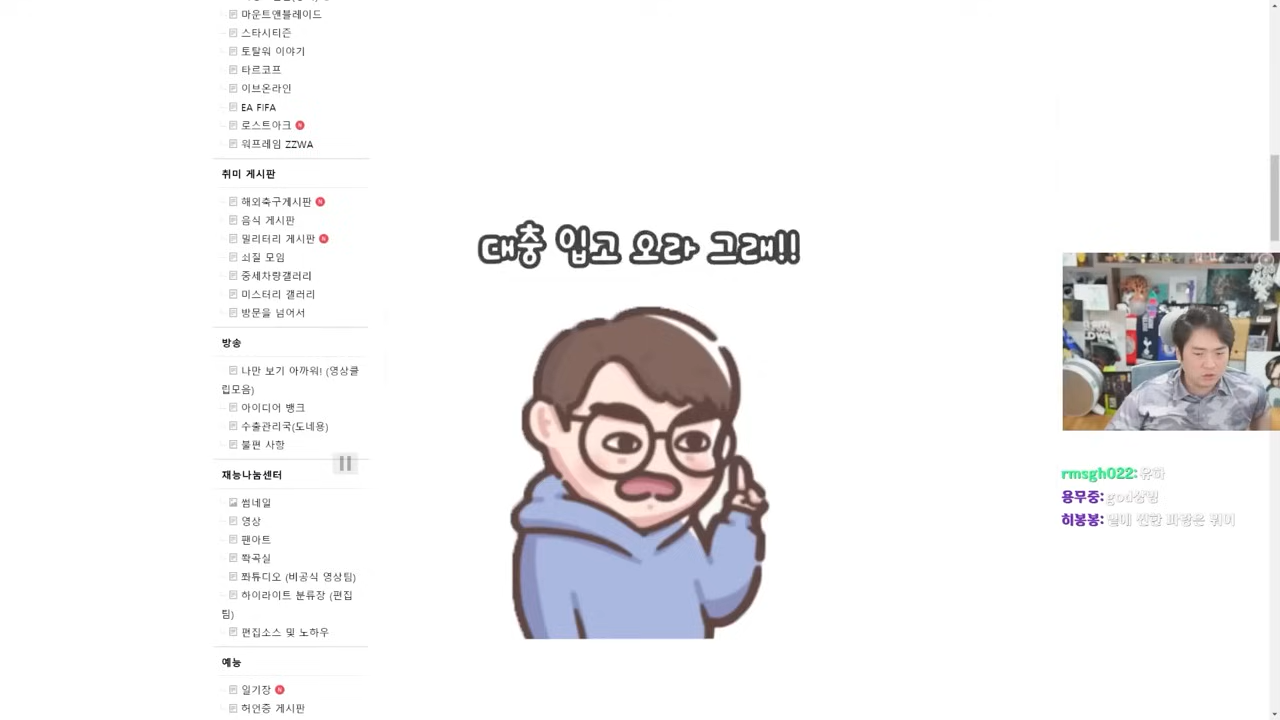 마운트앤블레이드
스타시티즌
토탈워 이야기
타르코프
이브온라인
EA FIFA
로스트아크
워프레임 ZZWA
취미 게시판
해외축구게시판
음식 게시판
밀리터리 게시판
쇠질 모임
중세차량갤러리
미스터리 갤러리
방문을 넘어서
방송
나만 보기 아까워! (영상클
립모음)
아이디어 뱅크
수출관리국(도네용)
불편 사항
재능나눔센터
썸네일
영상
팬아트
쫙곡실
쫘튜디오 (비공식 영상팀)
하이라이트 분류장 (편집
팀)
편집소스 및 노하우
예능
일기장
허언증 게시판
대충 입고 오라 그래!!
rmsgh022: 유하
용무중: god상빙
히봉봉: